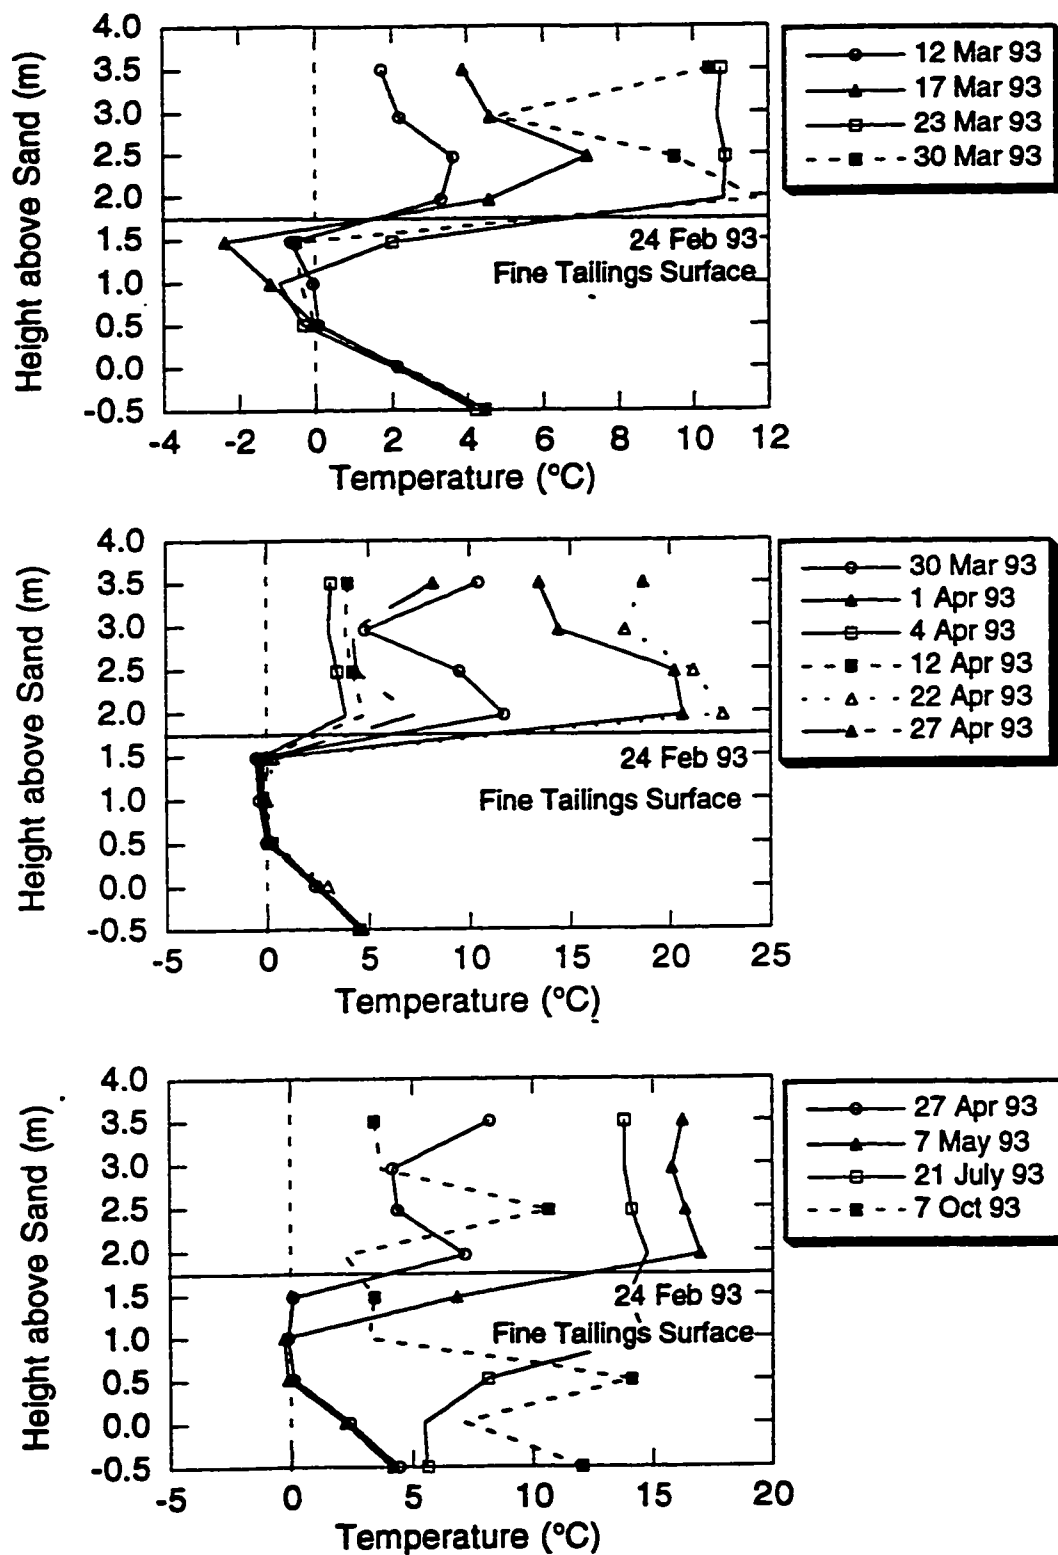 4.0
3.5
3.0
2.5
2.0
1.5
1.0
0.5
0.0
-0.5
Height above Sand (m)
-4 -2 0 2 4 6 8 10 12
Temperature (°C)
24 Feb 93
Fine Tailings Surface
12 Mar 93
17 Mar 93
23 Mar 93
30 Mar 93
4.0
3.5
3.0
2.5
2.0
1.5
1.0
0.5
0.0
-0.5
Height above Sand (m)
-5 0 5 10 15 20 25
Temperature (°C)
24 Feb 93
Fine Tailings Surface
30 Mar 93
1 Apr 93
4 Apr 93
12 Apr 93
22 Apr 93
27 Apr 93
4.0
3.5
3.0
2.5
2.0
1.5
1.0
0.5
0.0
-0.5
Height above Sand (m)
0 5 10 15 20
Temperature (°C)
24 Feb 93
Fine Tailings Surface
27 Apr 93
7 May 93
21 July 93
7 Oct 93